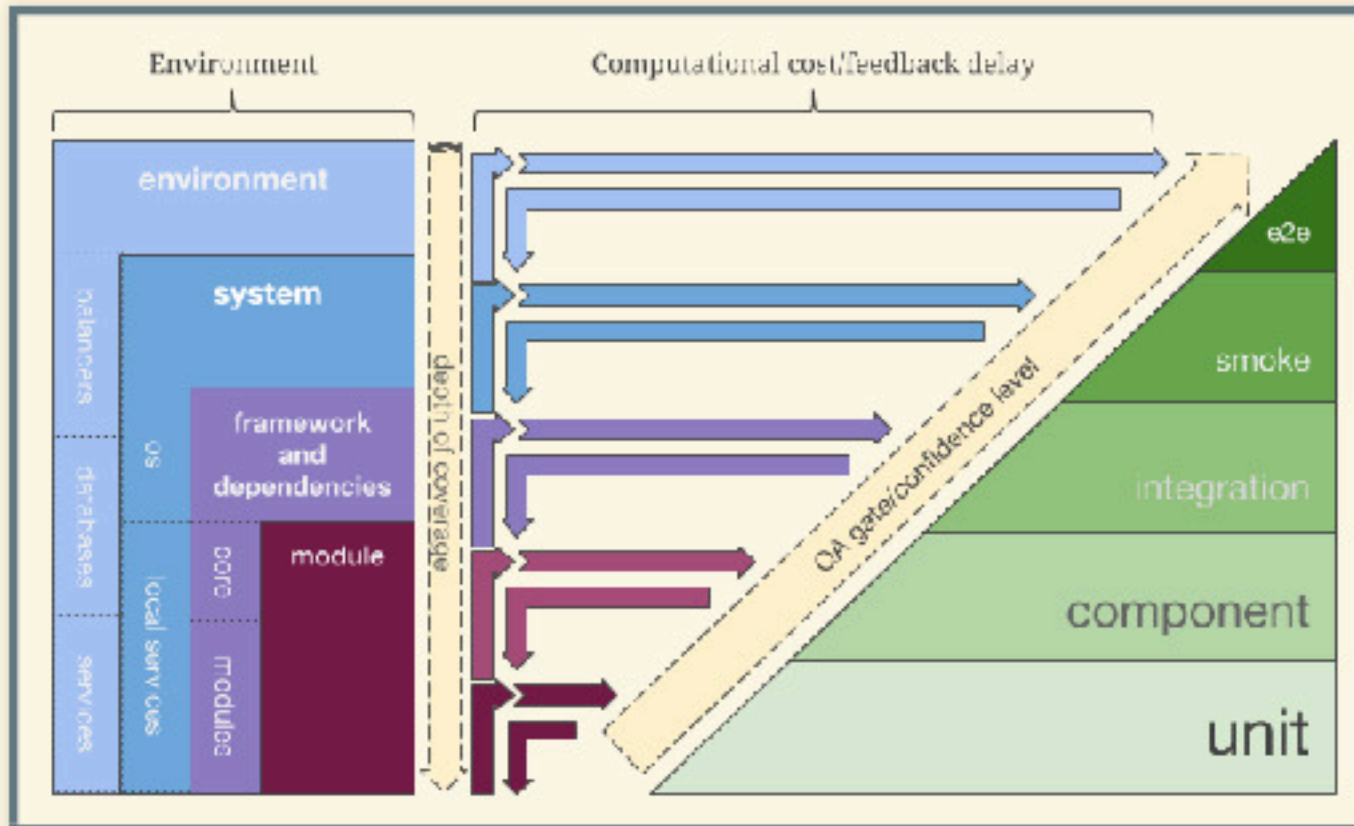 Environment
Computational cost/feedback delay
environment
system
framework
and
dependencies
module
balancers
databases
services
os
local services
core
modules
depth of coverage
QA gate/confidence level
e2e
smoke
integration
component
unit